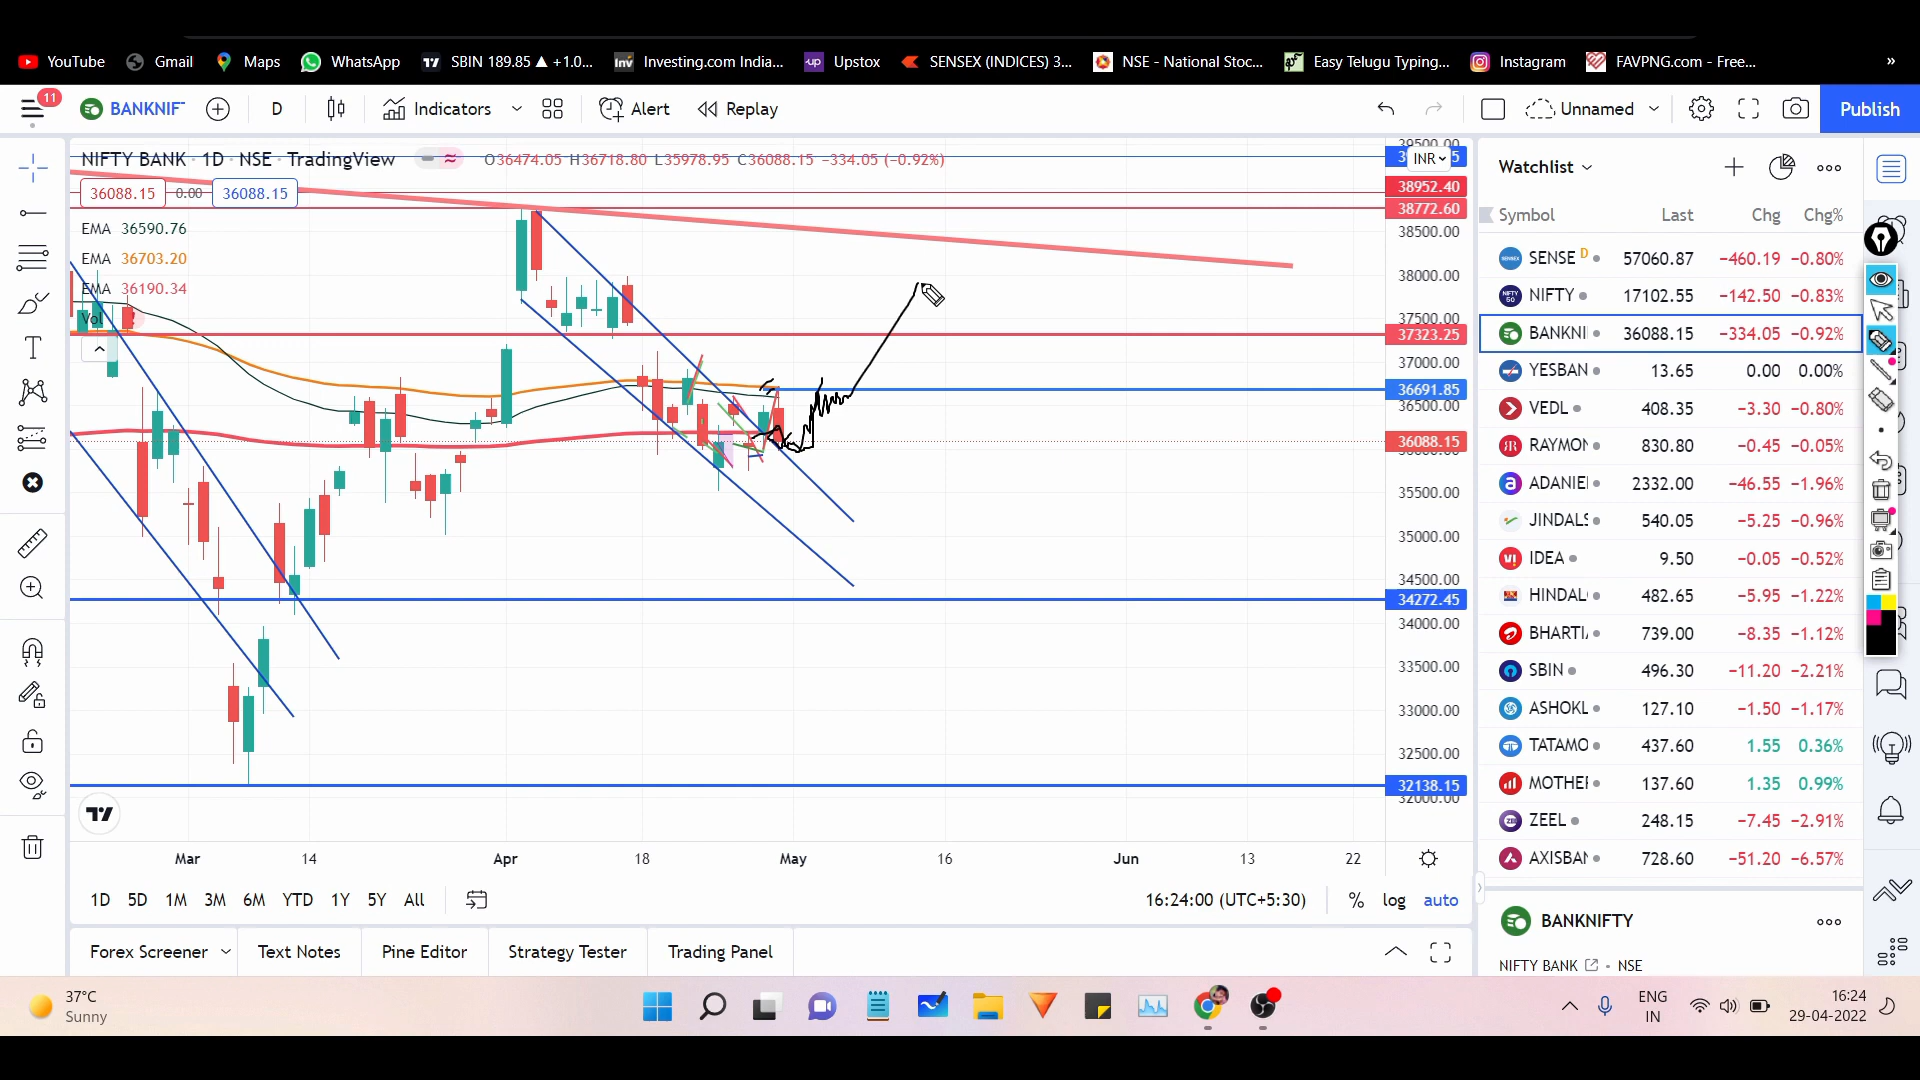 YouTube Gmail Maps WhatsApp SBIN 189.85 ▲ +1.0... Investing.com India... Upstox SENSEX (INDICES) 3... NSE - National Stoc... Easy Telugu Typing... Instagram FAVPNG.com - Free... »
11 BANKNIF D Indicators Alert Replay Unnamed Publish
NIFTY BANK · 1D · NSE · TradingView O36474.05 H36718.80 L35978.95 C36088.15 −334.05 (−0.92%)
INR
36088.15 0.00 36088.15
EMA 36590.76
EMA 36703.20
EMA 36190.34
Vol
38952.40
38772.60
38500.00
38000.00
37500.00
37323.25
37000.00
36691.85
36500.00
36088.15
35500.00
35000.00
34500.00
34272.45
34000.00
33500.00
33000.00
32500.00
32138.15
32000.00
Mar 14 Apr 18 May 16 Jun 13 22
1D 5D 1M 3M 6M YTD 1Y 5Y All 16:24:00 (UTC+5:30) % log auto
Forex Screener Text Notes Pine Editor Strategy Tester Trading Panel
Watchlist
Symbol Last Chg Chg%
SENSE D 57060.87 −460.19 −0.80%
NIFTY 17102.55 −142.50 −0.83%
BANKNI 36088.15 −334.05 −0.92%
YESBAN 13.65 0.00 0.00%
VEDL 408.35 −3.30 −0.80%
RAYMON 830.80 −0.45 −0.05%
ADANIE 2332.00 −46.55 −1.96%
JINDALS 540.05 −5.25 −0.96%
IDEA 9.50 −0.05 −0.52%
HINDAL 482.65 −5.95 −1.22%
BHARTI 739.00 −8.35 −1.12%
SBIN 496.30 −11.20 −2.21%
ASHOKL 127.10 −1.50 −1.17%
TATAMO 437.60 1.55 0.36%
MOTHER 137.60 1.35 0.99%
ZEEL 248.15 −7.45 −2.91%
AXISBAN 728.60 −51.20 −6.57%
BANKNIFTY
NIFTY BANK · NSE
37°C
Sunny
ENG
IN
16:24
29-04-2022